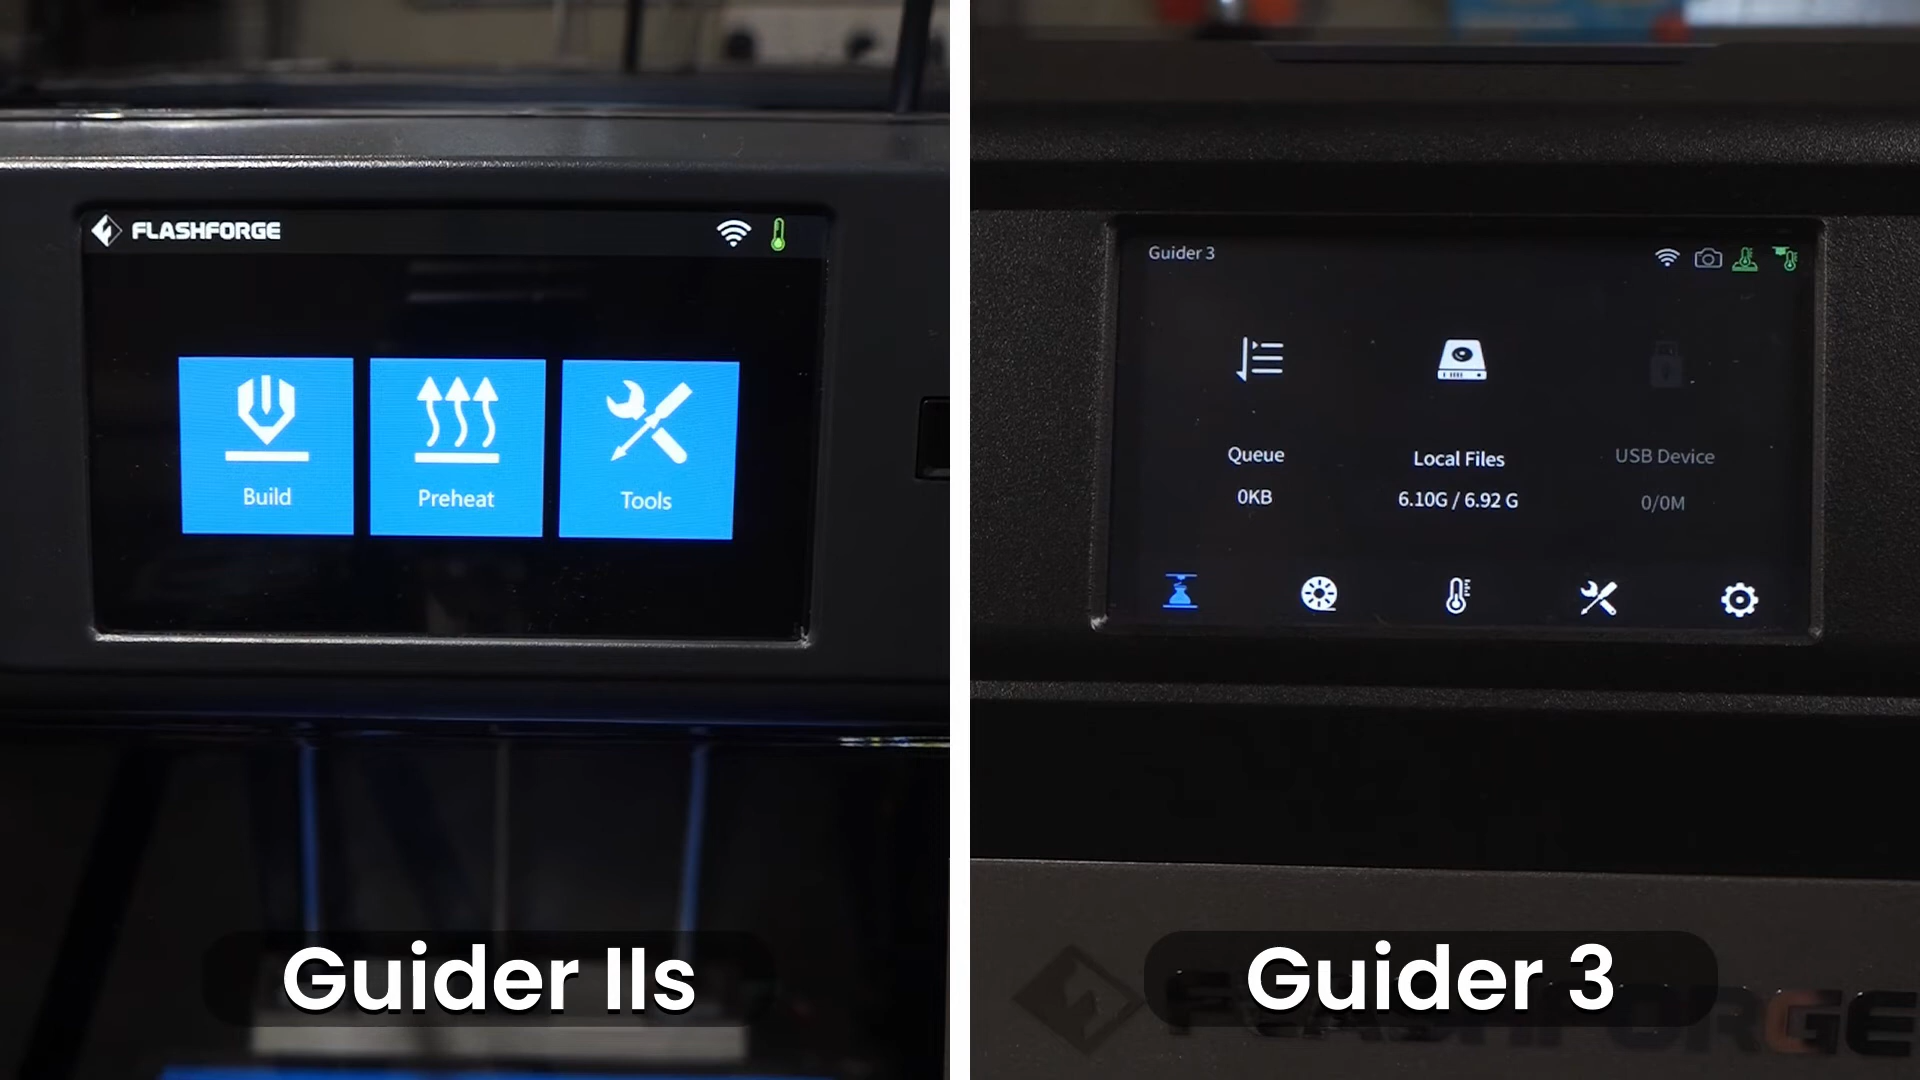 FLASHFORGE
Build
Preheat
Tools
Guider IIs
Guider 3
Queue
Local Files
USB Device
0KB
6.10G / 6.92 G
0/0M
FLASHFORGE
Guider 3